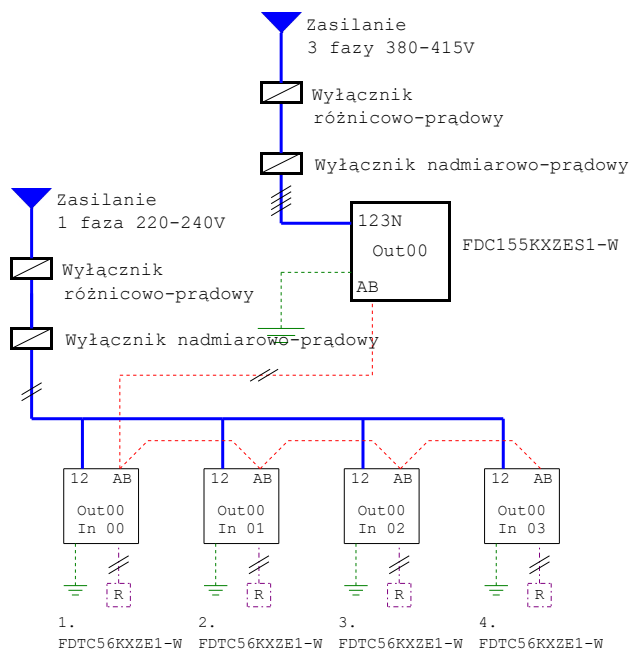 Zasilanie
3 fazy 380-415V
Wyłącznik
różnicowo-prądowy
Wyłącznik nadmiarowo-prądowy
Zasilanie
1 faza 220-240V
123N
Out00
AB
FDC155KXZES1-W
Wyłącznik
różnicowo-prądowy
Wyłącznik nadmiarowo-prądowy
12 AB
Out00
In 00
12 AB
Out00
In 01
12 AB
Out00
In 02
12 AB
Out00
In 03
R
R
R
R
1.
FDTC56KXZE1-W
2.
FDTC56KXZE1-W
3.
FDTC56KXZE1-W
4.
FDTC56KXZE1-W